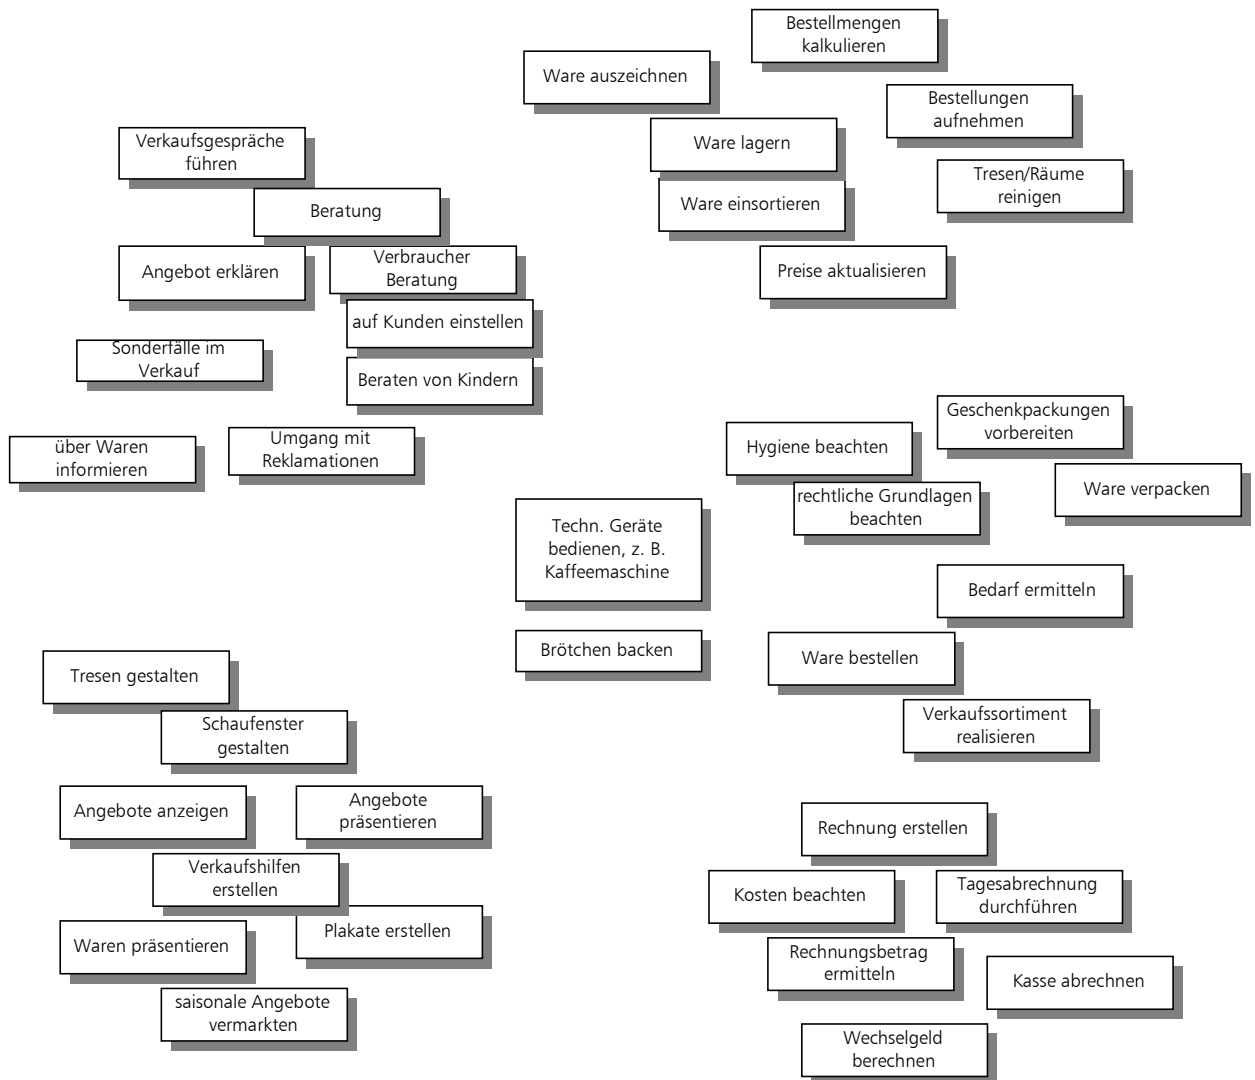 Bestellmengen
kalkulieren
Ware auszeichnen
Bestellungen
aufnehmen
Verkaufsgespräche
führen
Ware lagern
Tresen/Räume
reinigen
Beratung
Ware einsortieren
Angebot erklären
Verbraucher
Beratung
Preise aktualisieren
auf Kunden einstellen
Sonderfälle im
Verkauf
Beraten von Kindern
Geschenkpackungen
vorbereiten
über Waren
informieren
Umgang mit
Reklamationen
Hygiene beachten
Ware verpacken
rechtliche Grundlagen
beachten
Techn. Geräte
bedienen, z. B.
Kaffeemaschine
Bedarf ermitteln
Brötchen backen
Ware bestellen
Tresen gestalten
Schaufenster
gestalten
Verkaufssortiment
realisieren
Angebote anzeigen
Angebote
präsentieren
Rechnung erstellen
Verkaufshilfen
erstellen
Kosten beachten
Tagesabrechnung
durchführen
Waren präsentieren
Plakate erstellen
Rechnungsbetrag
ermitteln
Kasse abrechnen
saisonale Angebote
vermarkten
Wechselgeld
berechnen